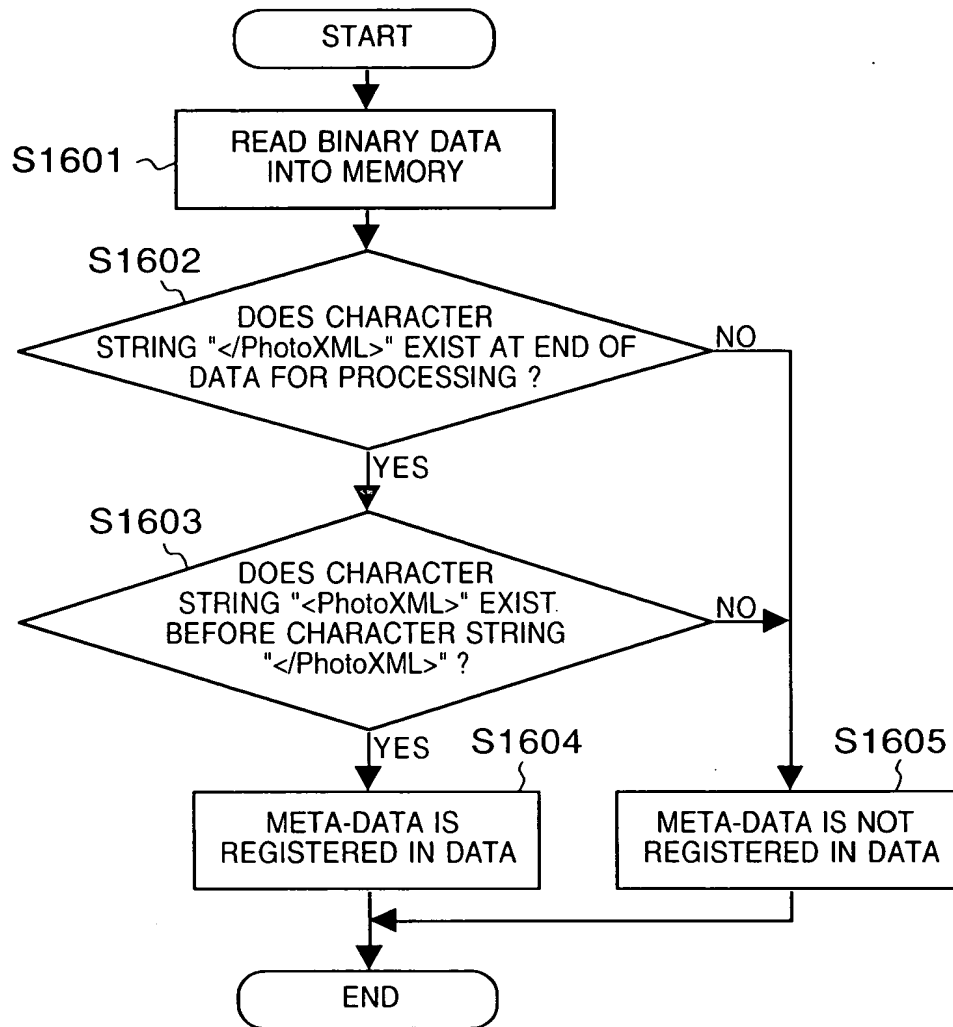 START
S1601
READ BINARY DATA
INTO MEMORY
S1602
DOES CHARACTER
STRING "</PhotoXML>" EXIST AT END OF
DATA FOR PROCESSING ?
NO
YES
S1603
DOES CHARACTER
STRING "<PhotoXML>" EXIST
BEFORE CHARACTER STRING
"</PhotoXML>" ?
NO
YES
S1604
META-DATA IS
REGISTERED IN DATA
S1605
META-DATA IS NOT
REGISTERED IN DATA
END